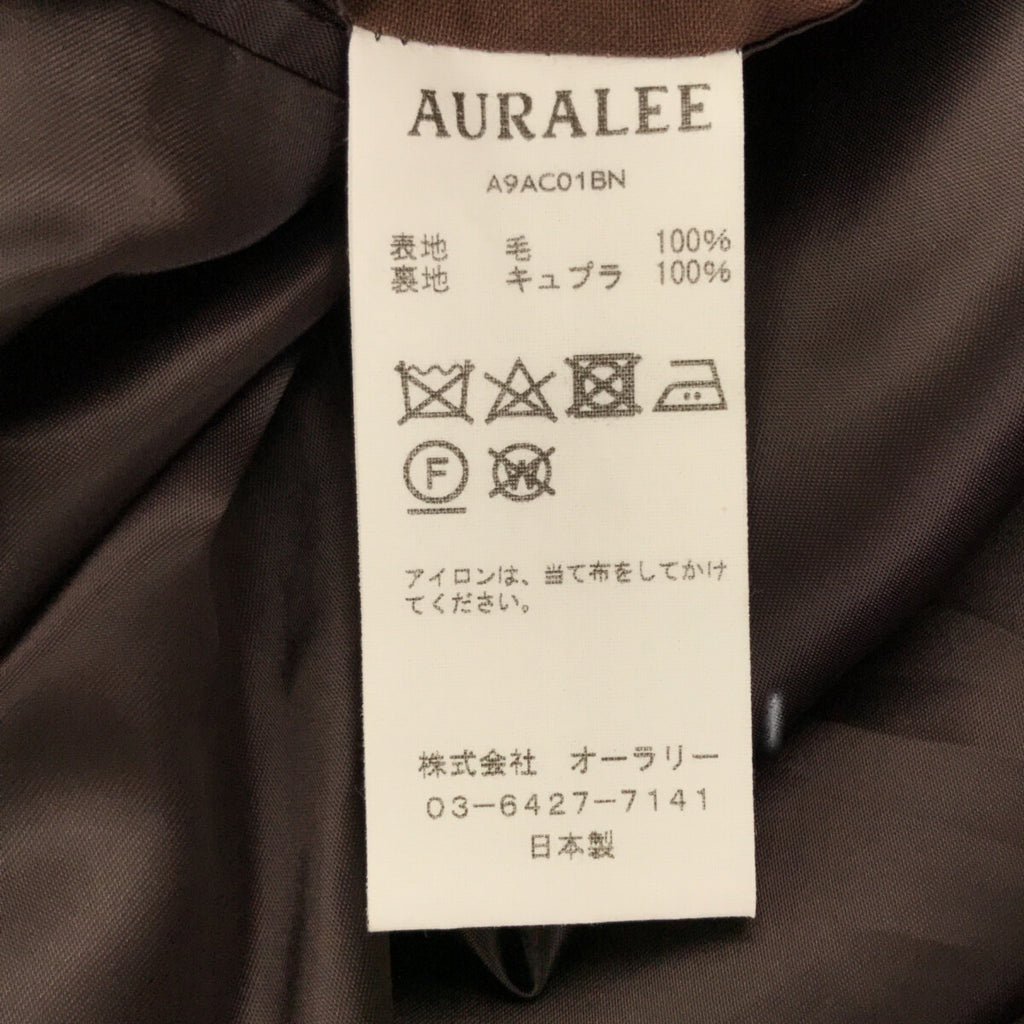 AURALEE
A9AC01BN
表地 毛 100%
裏地 キュプラ 100%
F
W
アイロンは、当て布をしてかけ
てください。
株式会社 オーラリー
03-6427-7141
日本製